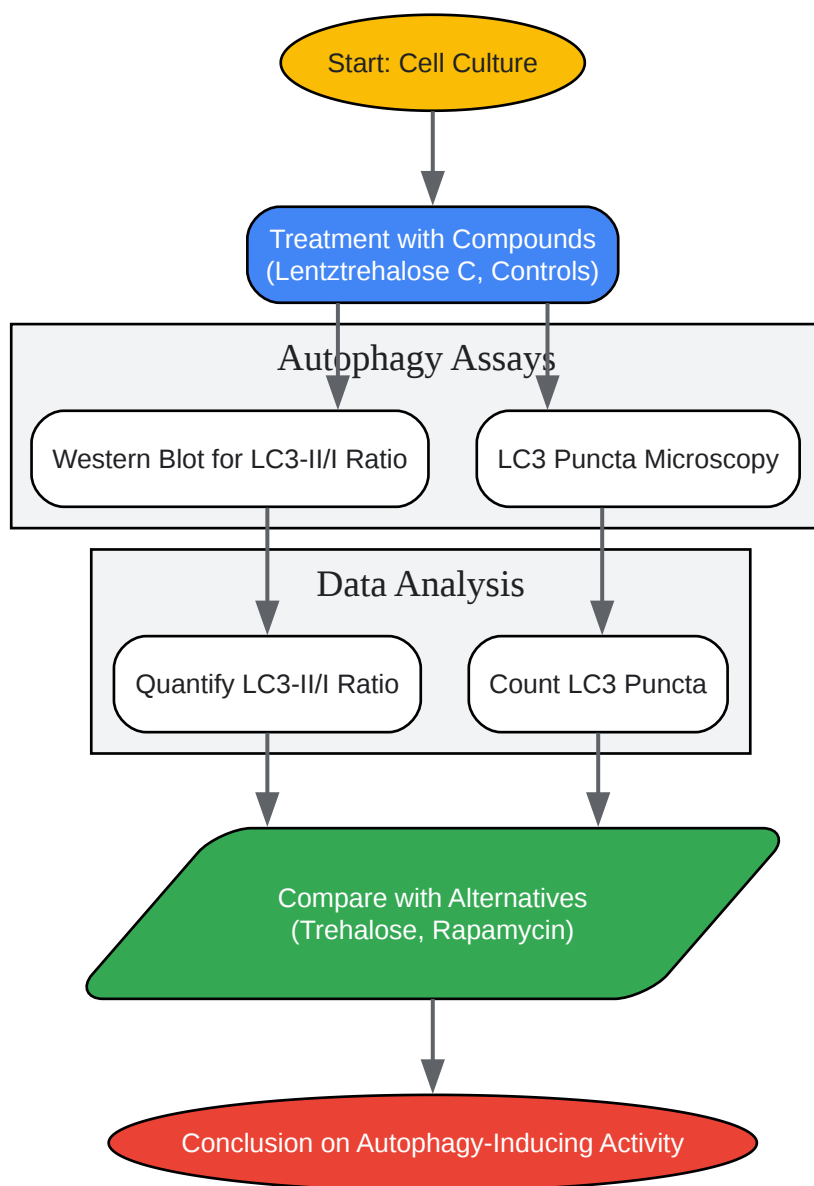 Start: Cell Culture
Treatment with Compounds
(Lentztrehalose C, Controls)
Autophagy Assays
Western Blot for LC3-II/I Ratio
LC3 Puncta Microscopy
Data Analysis
Quantify LC3-II/I Ratio
Count LC3 Puncta
Compare with Alternatives
(Trehalose, Rapamycin)
Conclusion on Autophagy-Inducing Activity